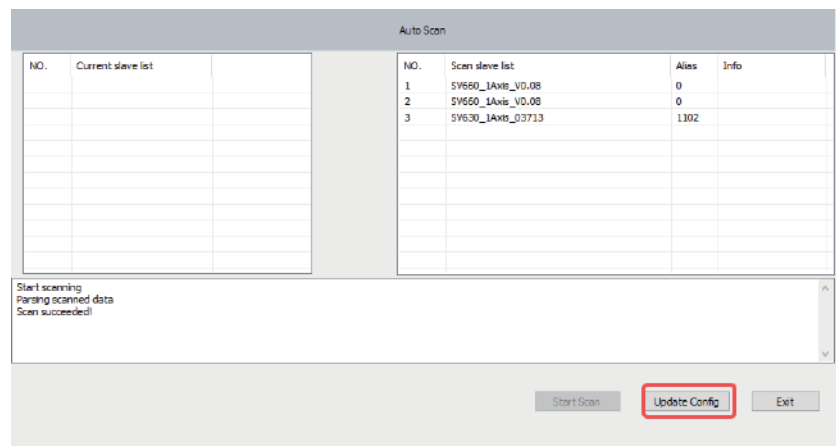 Auto Scan
NO. Current slave list
NO. Scan slave list Alias Info
1 SV660_1Axis_V0.08 0
2 SV660_1Axis_V0.08 0
3 SV630_1Axis_03713 1102
Start scanning
Parsing scanned data
Scan succeeded!
Start Scan Update Config Exit